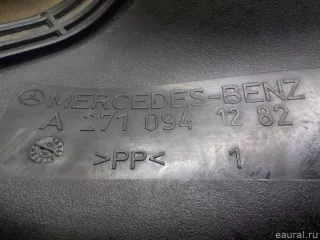 MERCEDES-BENZ
A 271 094 12 82
>PP< 1
eaural.ru